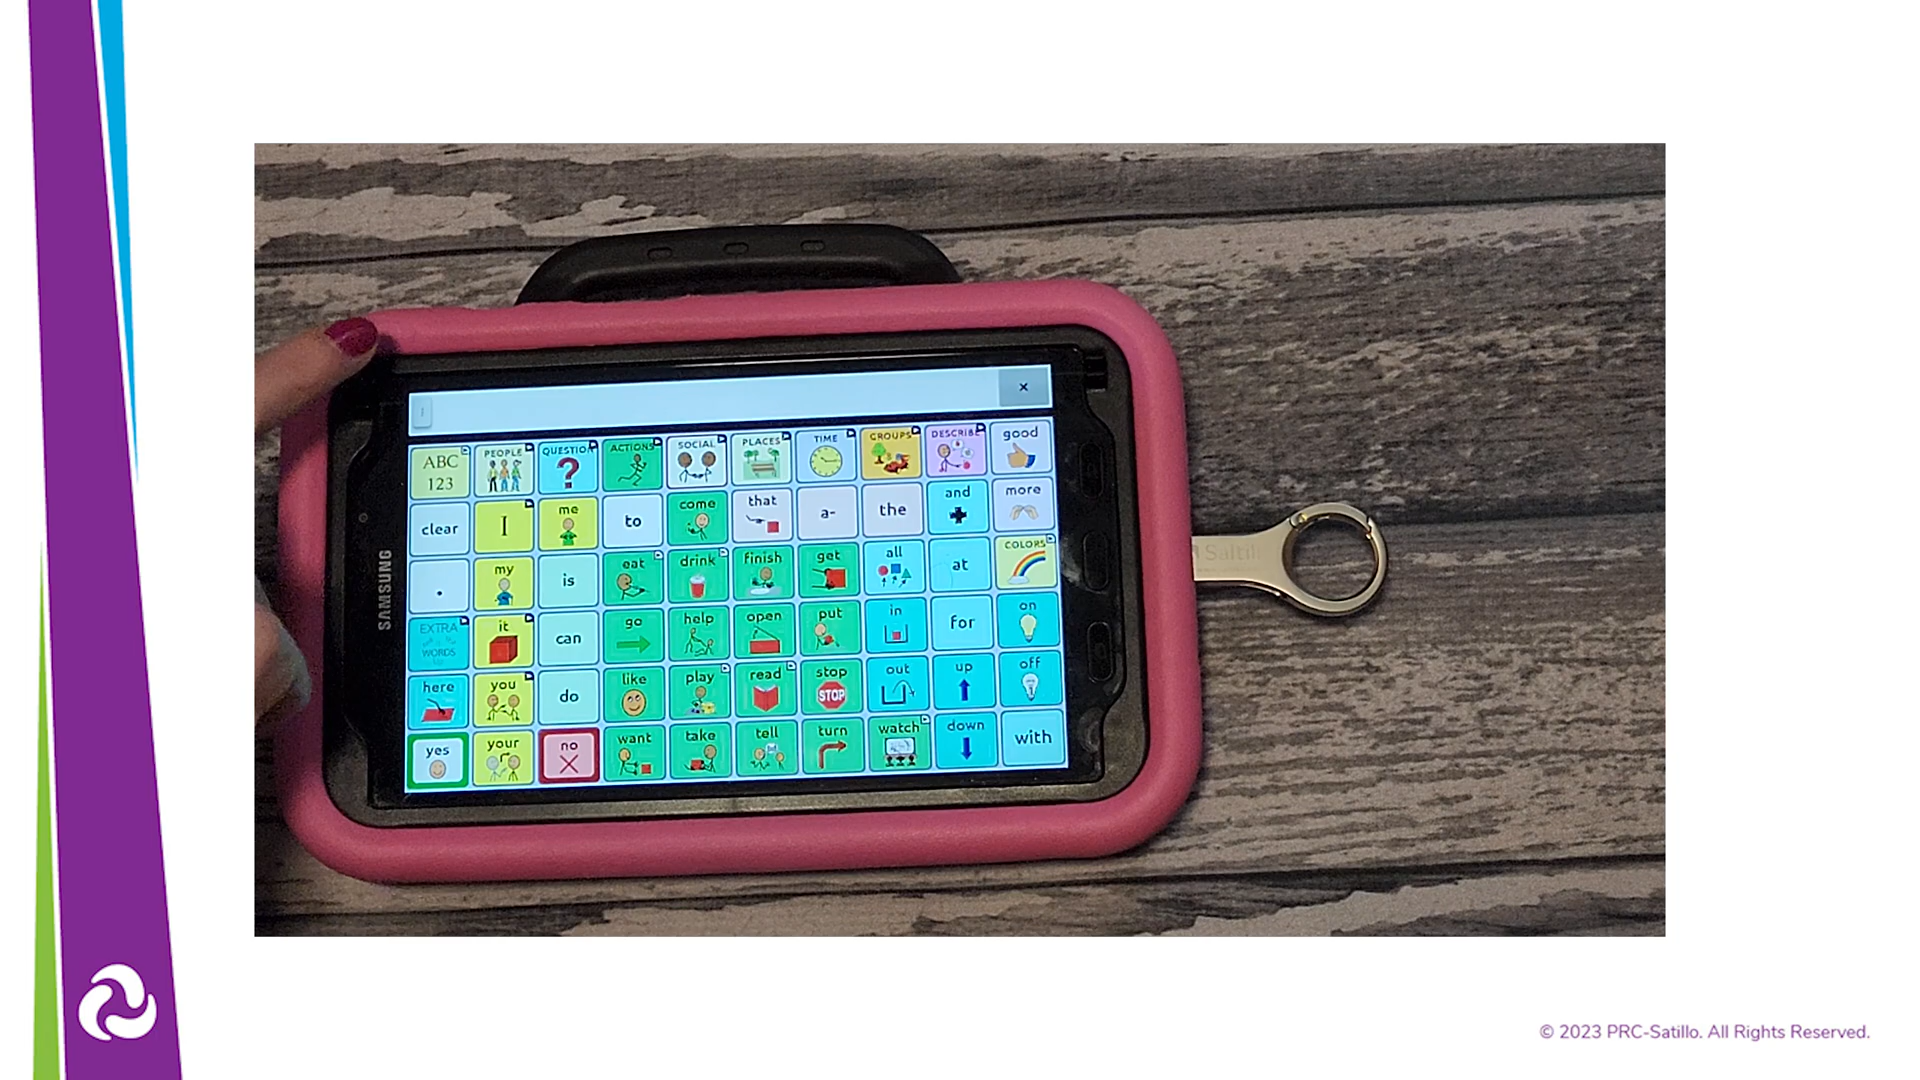 ABC 123
PEOPLE
QUESTION
ACTIONS
SOCIAL
PLACES
TIME
GROUPS
DESCRIBE
good
clear
I
me
to
come
that
a-
the
and
more
.
my
is
eat
drink
finish
get
all
at
COLORS
EXTRA WORDS
it
can
go
help
open
put
in
for
on
here
you
do
like
play
read
stop
STOP
out
up
off
yes
your
no
want
take
tell
turn
watch
down
with
SAMSUNG
© 2023 PRC-Satillo. All Rights Reserved.